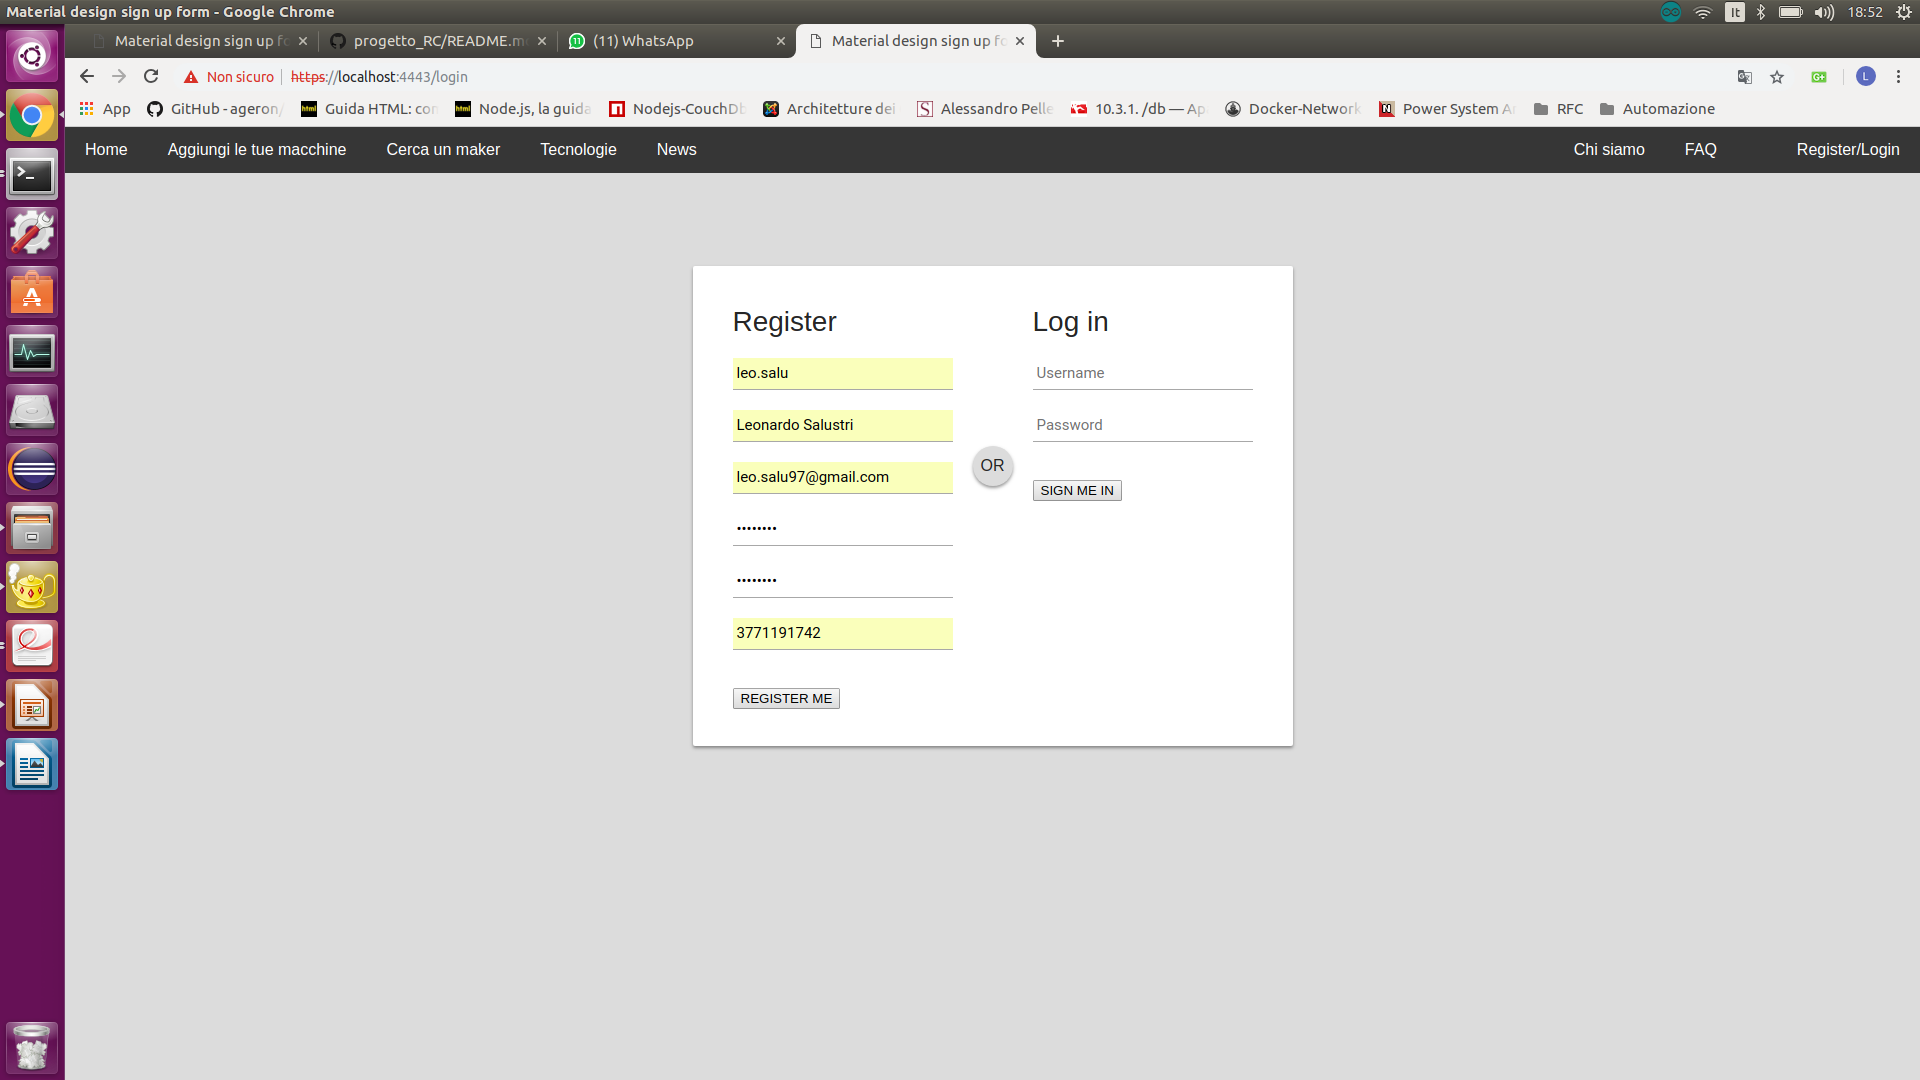 Material design sign up form - Google Chrome
It
18:52
Material design sign up fo
progetto_RC/README.m
(11) WhatsApp
Material design sign up fo
Non sicuro
https://localhost:4443/login
L
App
GitHub - ageron/
Guida HTML: con
Node.js, la guida
Nodejs-CouchDb
Architetture dei
Alessandro Pelle
10.3.1. /db — Ap
Docker-Network
Power System A
RFC
Automazione
Home
Aggiungi le tue macchine
Cerca un maker
Tecnologie
News
Chi siamo
FAQ
Register/Login
Register
leo.salu
Leonardo Salustri
leo.salu97@gmail.com
••••••••
••••••••
3771191742
REGISTER ME
OR
Log in
Username
Password
SIGN ME IN